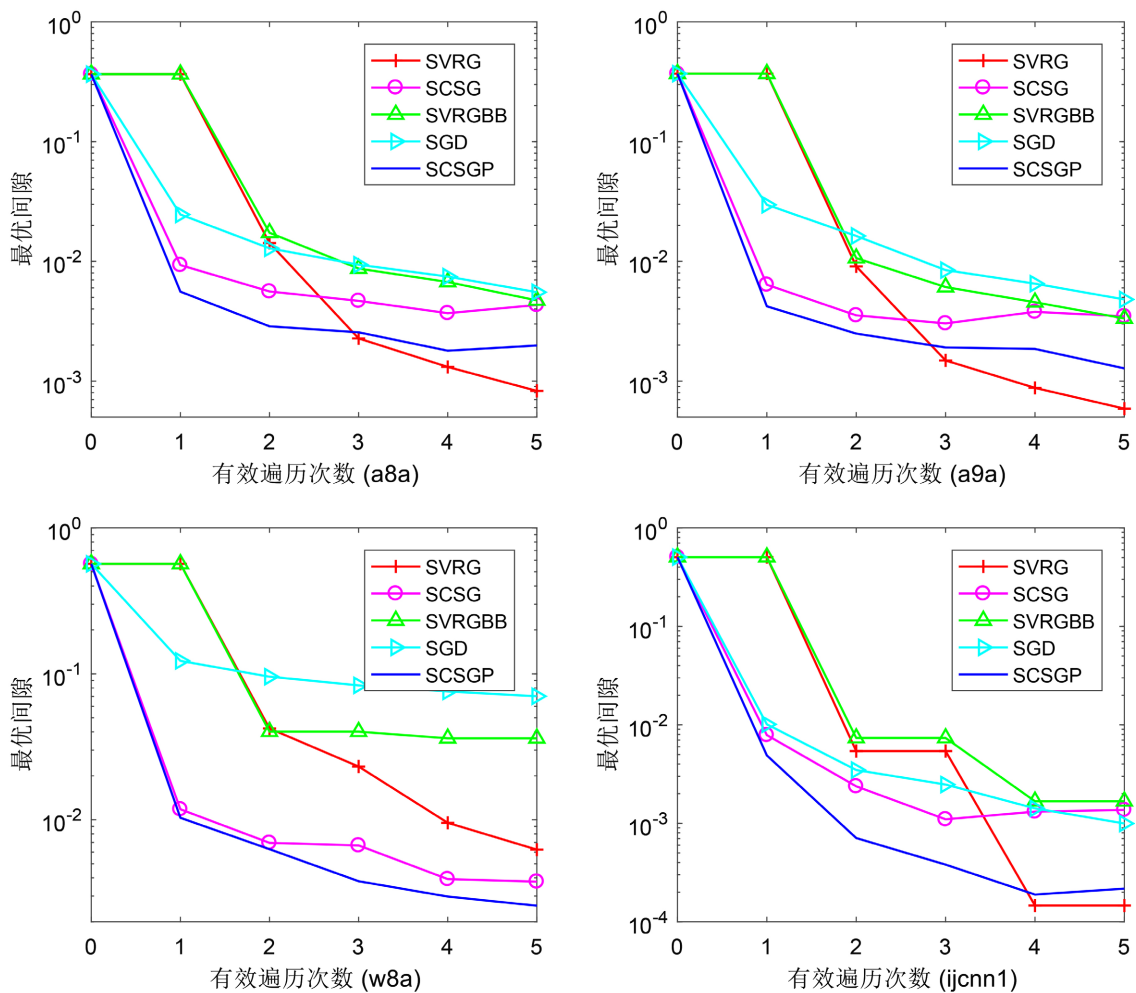 10^0
10^-1
10^-2
10^-3
最优间隙
SVRG
SCSG
SVRGBB
SGD
SCSGP
0 1 2 3 4 5
有效遍历次数 (a8a)
10^0
10^-1
10^-2
10^-3
最优间隙
SVRG
SCSG
SVRGBB
SGD
SCSGP
0 1 2 3 4 5
有效遍历次数 (a9a)
10^0
10^-1
10^-2
最优间隙
SVRG
SCSG
SVRGBB
SGD
SCSGP
0 1 2 3 4 5
有效遍历次数 (w8a)
10^0
10^-1
10^-2
10^-3
10^-4
最优间隙
SVRG
SCSG
SVRGBB
SGD
SCSGP
0 1 2 3 4 5
有效遍历次数 (ijcnn1)